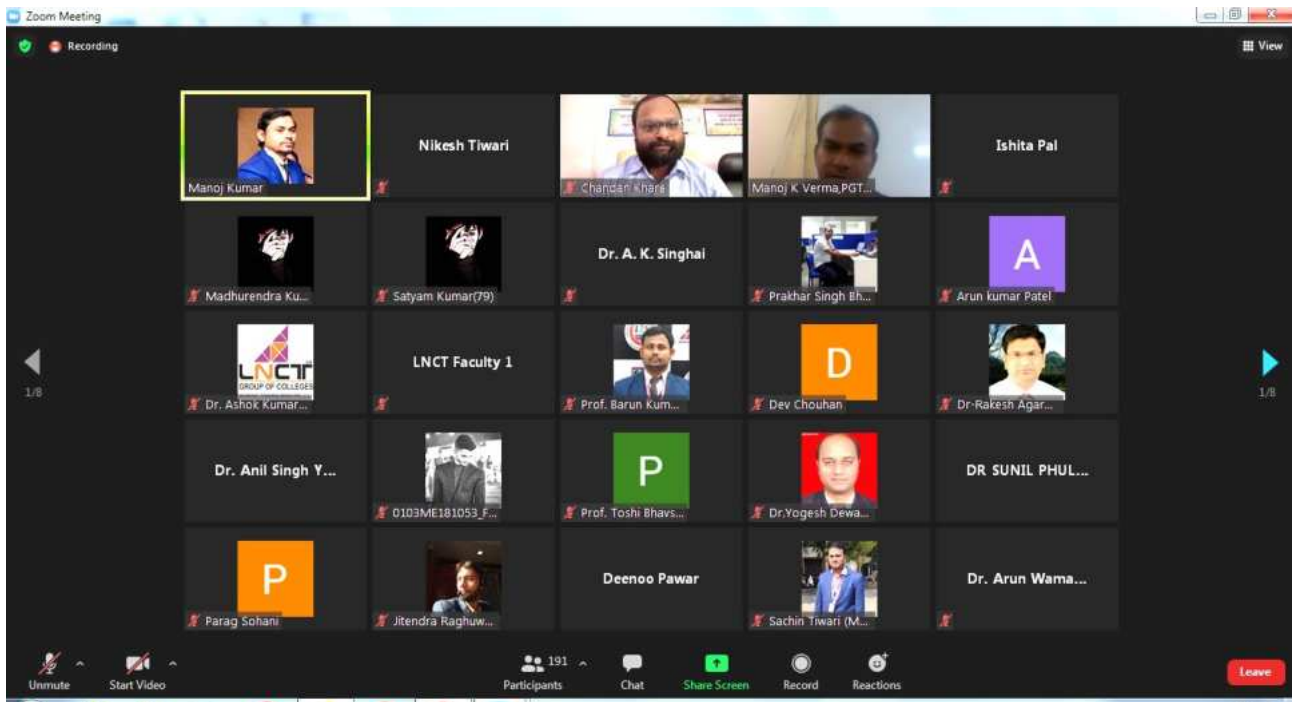 Zoom Meeting
Recording
View
Manoj Kumar
Nikesh Tiwari
Chandan Khare
Manoj K Verma,PGT...
Ishita Pal
Madhurendra Ku...
Satyam Kumar(79)
Dr. A. K. Singhai
Prakhar Singh Bh...
A
Arun kumar Patel
1/8
LNCT
GROUP OF COLLEGES
Dr. Ashok Kumar...
LNCT Faculty 1
Prof. Barun Kum...
D
Dev Chouhan
Dr-Rakesh Agar...
1/8
Dr. Anil Singh Y...
0103ME181053_F...
P
Prof. Toshi Bhavs...
Dr.Yogesh Dewa...
DR SUNIL PHUL...
P
Parag Sohani
Jitendra Raghuw...
Deenoo Pawar
Sachin Tiwari (M...
Dr. Arun Wama...
Unmute
Start Video
191
Participants
Chat
Share Screen
Record
Reactions
Leave